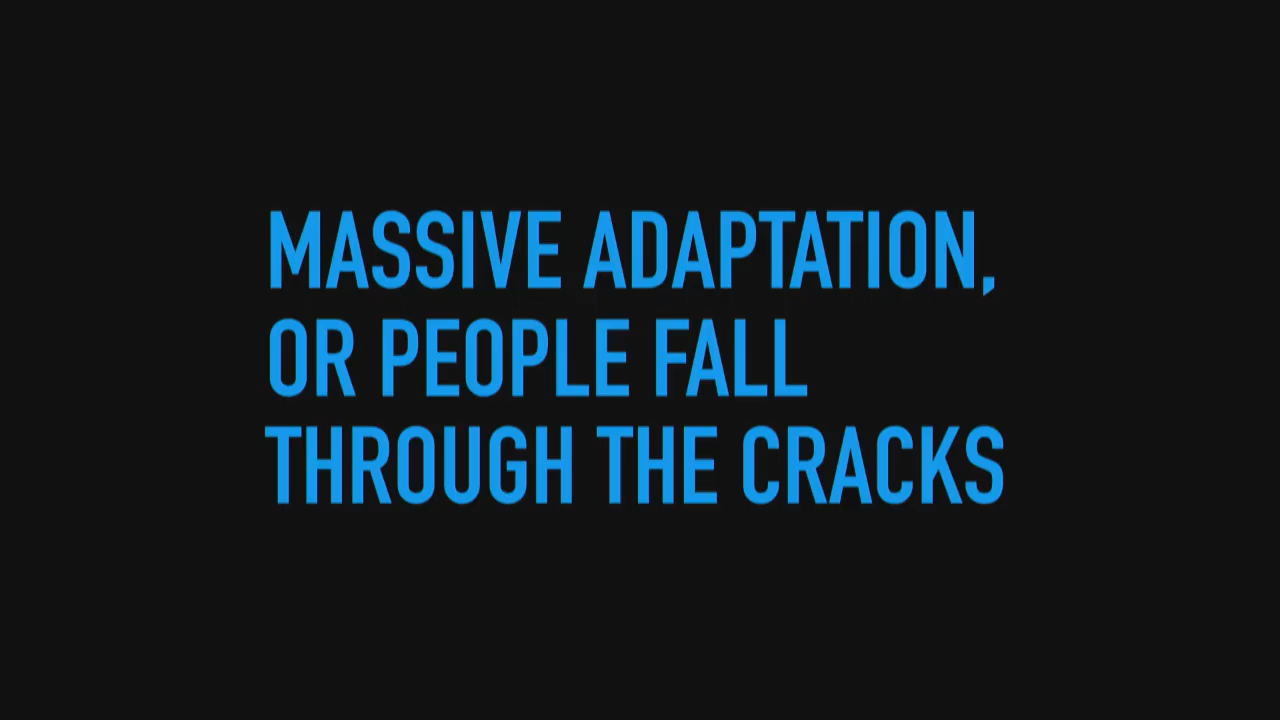 MASSIVE ADAPTATION,
OR PEOPLE FALL
THROUGH THE CRACKS